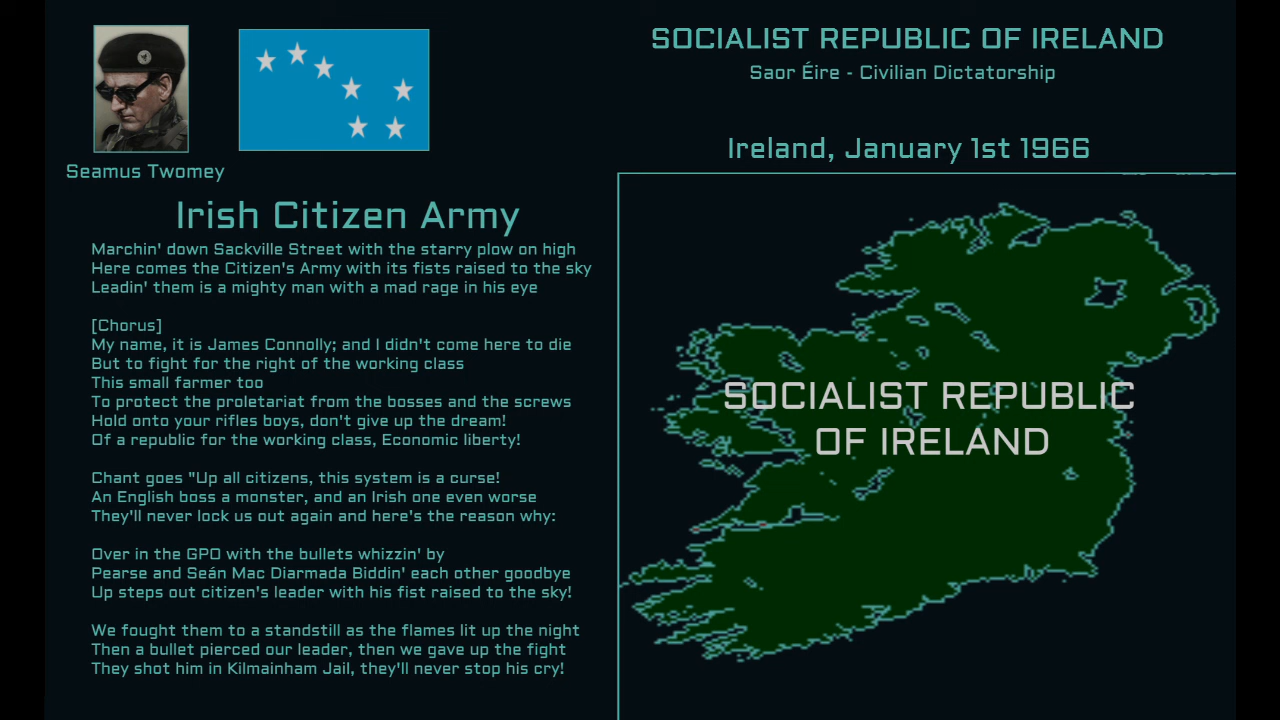 SOCIALIST REPUBLIC OF IRELAND
Saor Éire - Civilian Dictatorship
Ireland, January 1st 1966
Seamus Twomey
Irish Citizen Army
Marchin' down Sackville Street with the starry plow on high
Here comes the Citizen's Army with its fists raised to the sky
Leadin' them is a mighty man with a mad rage in his eye
[Chorus]
My name, it is James Connolly; and I didn't come here to die
But to fight for the right of the working class
This small farmer too
To protect the proletariat from the bosses and the screws
Hold onto your rifles boys, don't give up the dream!
Of a republic for the working class, Economic liberty!
Chant goes "Up all citizens, this system is a curse!
An English boss a monster, and an Irish one even worse
They'll never lock us out again and here's the reason why:
Over in the GPO with the bullets whizzin' by
Pearse and Seán Mac Diarmada Biddin' each other goodbye
Up steps out citizen's leader with his fist raised to the sky!
We fought them to a standstill as the flames lit up the night
Then a bullet pierced our leader, then we gave up the fight
They shot him in Kilmainham Jail, they'll never stop his cry!
SOCIALIST REPUBLIC
OF IRELAND